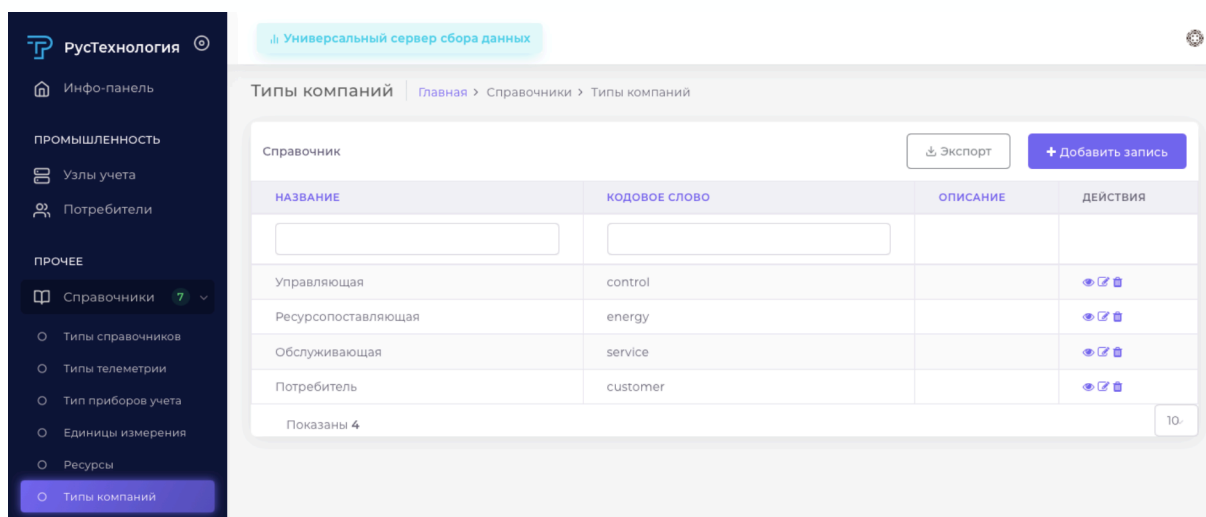 РусТехнология
Универсальный сервер сбора данных
Инфо-панель
ПРОМЫШЛЕННОСТЬ
Узлы учета
Потребители
ПРОЧЕЕ
Справочники 7
Типы справочников
Типы телеметрии
Тип приборов учета
Единицы измерения
Ресурсы
Типы компаний
Типы компаний Главная > Справочники > Типы компаний
Справочник Экспорт + Добавить запись
НАЗВАНИЕ КОДОВОЕ СЛОВО ОПИСАНИЕ ДЕЙСТВИЯ
Управляющая control
Ресурсопоставляющая energy
Обслуживающая service
Потребитель customer
Показаны 4 10